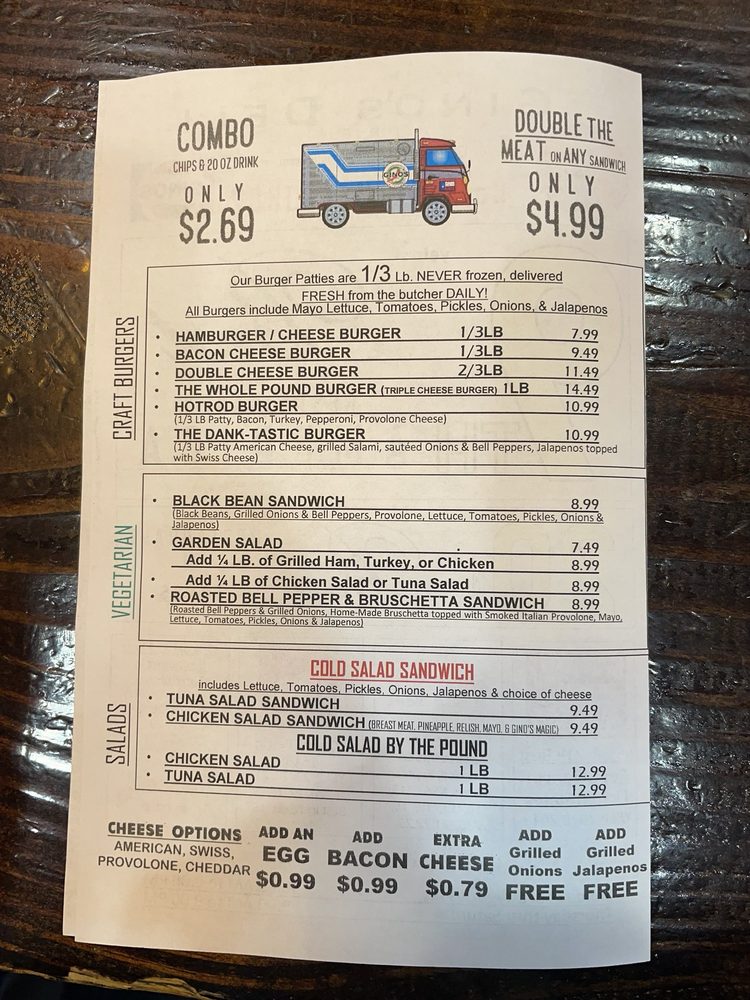 COMBO
CHIPS & 20 OZ DRINK
ONLY
$2.69
GINO'S
DOUBLE THE
MEAT ON ANY SANDWICH
ONLY
$4.99
CRAFT BURGERS
Our Burger Patties are 1/3 Lb. NEVER frozen, delivered
FRESH from the butcher DAILY!
All Burgers include Mayo Lettuce, Tomatoes, Pickles, Onions, & Jalapenos
• HAMBURGER / CHEESE BURGER 1/3LB 7.99
• BACON CHEESE BURGER 1/3LB 9.49
• DOUBLE CHEESE BURGER 2/3LB 11.49
• THE WHOLE POUND BURGER (TRIPLE CHEESE BURGER) 1LB 14.49
• HOTROD BURGER 10.99
(1/3 LB Patty, Bacon, Turkey, Pepperoni, Provolone Cheese)
• THE DANK-TASTIC BURGER 10.99
(1/3 LB Patty American Cheese, grilled Salami, sautéed Onions & Bell Peppers, Jalapenos topped
with Swiss Cheese)
VEGETARIAN
• BLACK BEAN SANDWICH 8.99
(Black Beans, Grilled Onions & Bell Peppers, Provolone, Lettuce, Tomatoes, Pickles, Onions &
Jalapenos)
• GARDEN SALAD 7.49
• Add ¼ LB. of Grilled Ham, Turkey, or Chicken 8.99
• Add ¼ LB of Chicken Salad or Tuna Salad 8.99
• ROASTED BELL PEPPER & BRUSCHETTA SANDWICH 8.99
(Roasted Bell Peppers & Grilled Onions, Home-Made Bruschetta topped with Smoked Italian Provolone, Mayo,
Lettuce, Tomatoes, Pickles, Onions & Jalapenos)
SALADS
COLD SALAD SANDWICH
includes Lettuce, Tomatoes, Pickles, Onions, Jalapenos & choice of cheese
• TUNA SALAD SANDWICH 9.49
• CHICKEN SALAD SANDWICH (BREAST MEAT, PINEAPPLE, RELISH, MAYO, & GINO'S MAGIC) 9.49
COLD SALAD BY THE POUND
• CHICKEN SALAD 1 LB 12.99
• TUNA SALAD 1 LB 12.99
CHEESE OPTIONS
AMERICAN, SWISS,
PROVOLONE, CHEDDAR
ADD AN
EGG
$0.99
ADD
BACON
$0.99
EXTRA
CHEESE
$0.79
ADD
Grilled
Onions
FREE
ADD
Grilled
Jalapenos
FREE